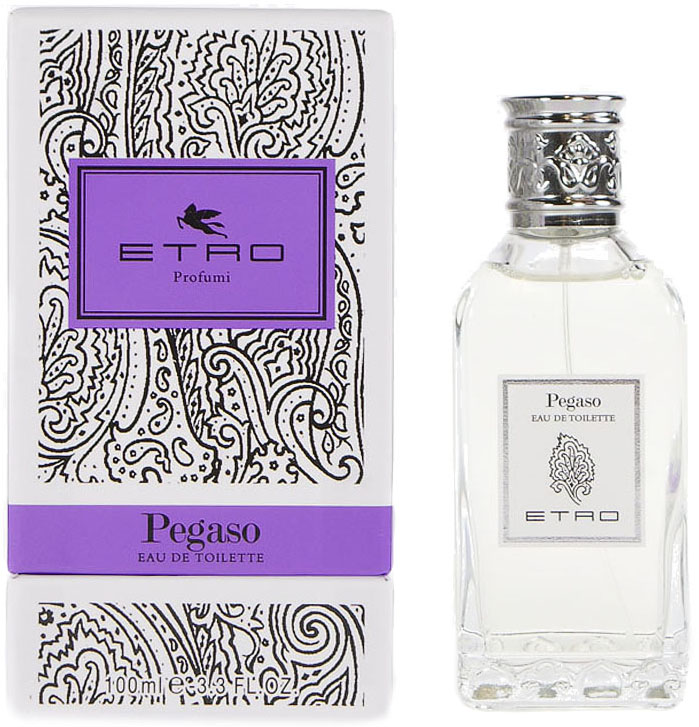 ETRO
Profumi
Pegaso
EAU DE TOILETTE
100ml e 3.3 FL.OZ.
Pegaso
EAU DE TOILETTE
ETRO